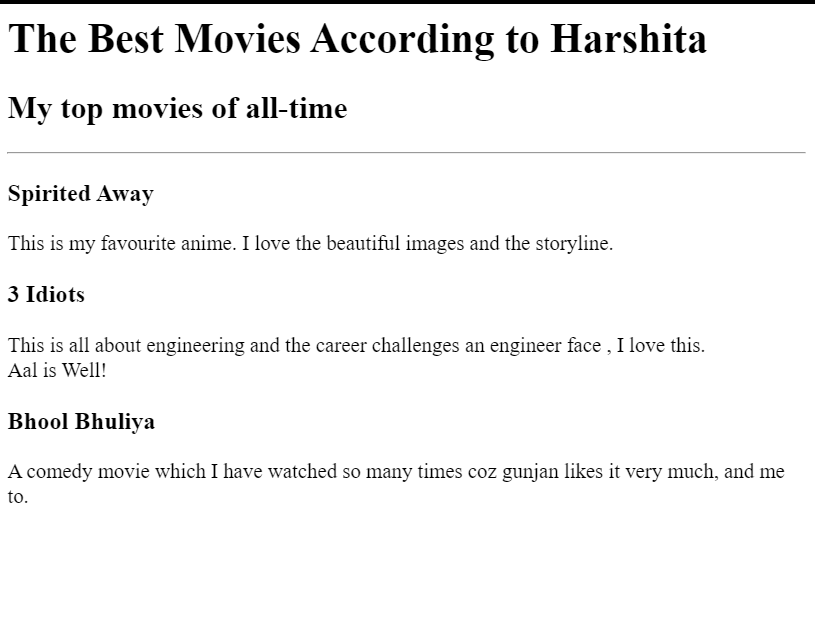 The Best Movies According to Harshita
My top movies of all-time
Spirited Away
This is my favourite anime. I love the beautiful images and the storyline.
3 Idiots
This is all about engineering and the career challenges an engineer face , I love this.
Aal is Well!
Bhool Bhuliya
A comedy movie which I have watched so many times coz gunjan likes it very much, and me
to.